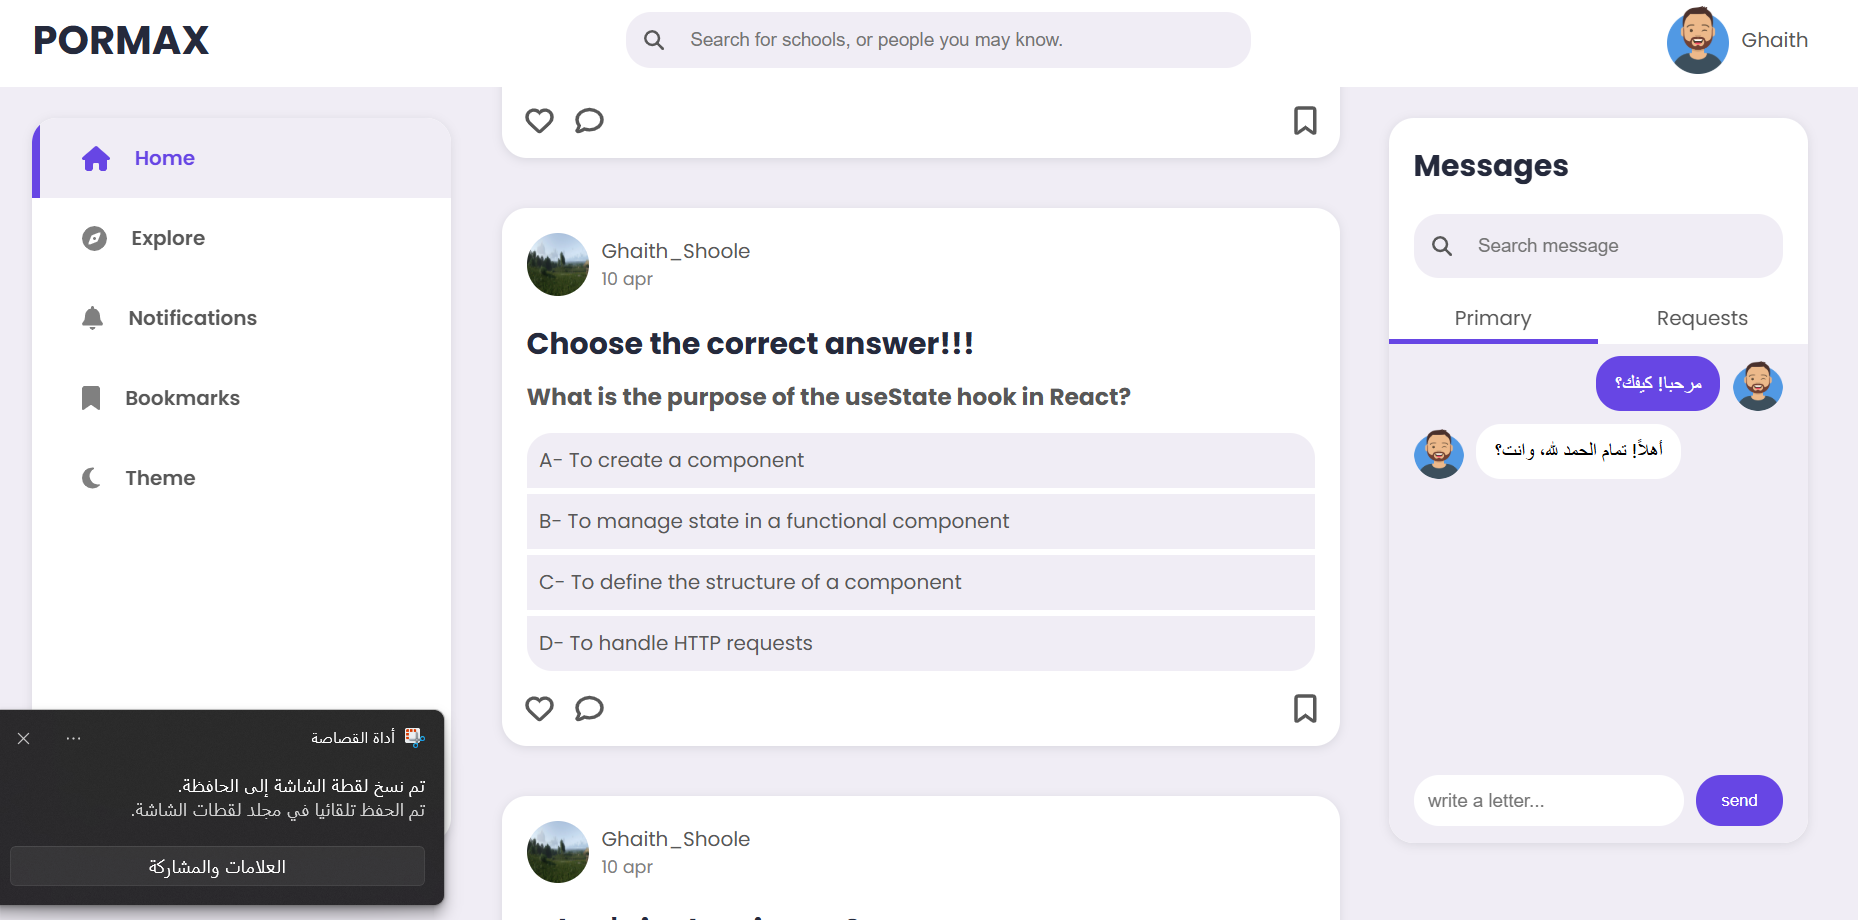 PORMAX
Search for schools, or people you may know.
Ghaith
Home
Explore
Notifications
Bookmarks
Theme
Ghaith_Shoole
10 apr
Choose the correct answer!!!
What is the purpose of the useState hook in React?
A- To create a component
B- To manage state in a functional component
C- To define the structure of a component
D- To handle HTTP requests
Ghaith_Shoole
10 apr
Messages
Search message
Primary
Requests
مرحبا! كيفك؟
أهلاً! تمام الحمد لله، وانت؟
write a letter...
send
أداة القصاصة
تم نسخ لقطة الشاشة إلى الحافظة.
تم الحفظ تلقائيا في مجلد لقطات الشاشة.
العلامات والمشاركة